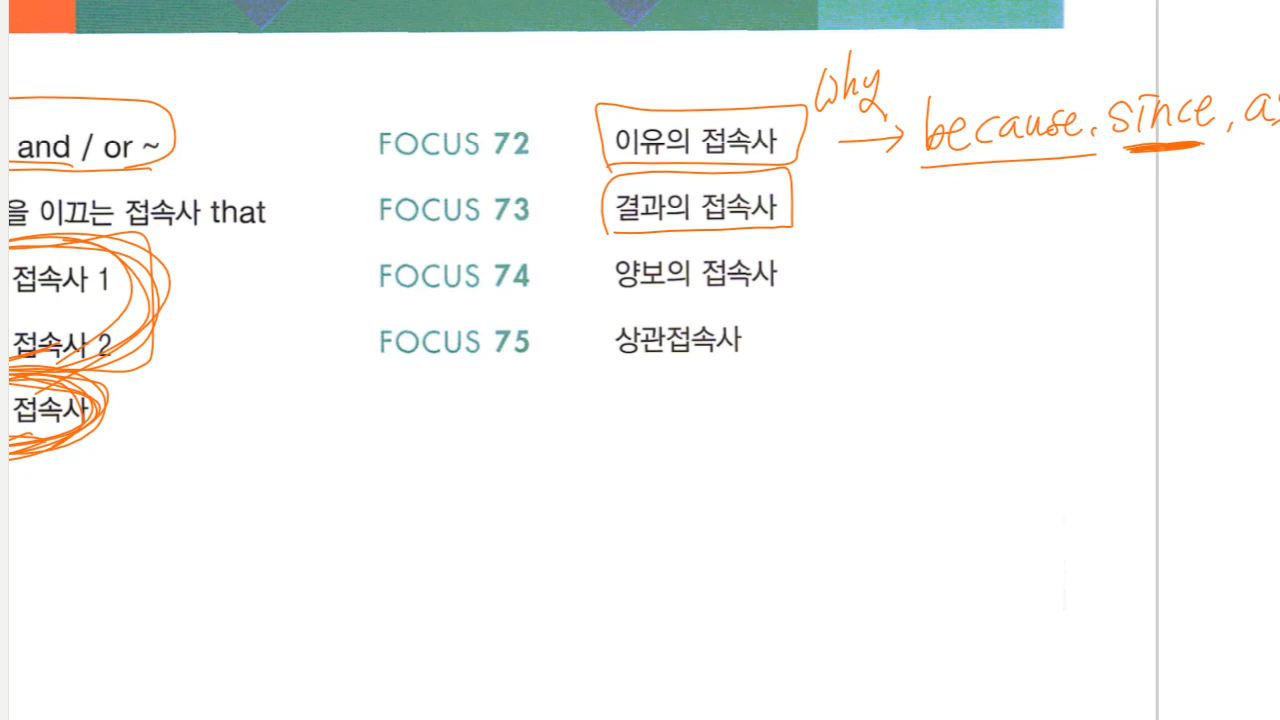 and / or ~
을 이끄는 접속사 that
접속사 1
접속사 2
접속사
FOCUS 72 이유의 접속사
why
because, since, as
FOCUS 73 결과의 접속사
FOCUS 74 양보의 접속사
FOCUS 75 상관접속사